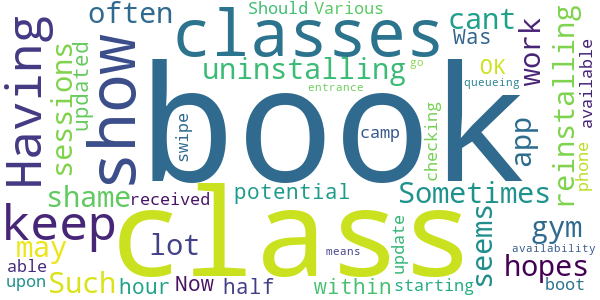 Should Various
often
classes
cant
was
Having
sessions
updated
show
uninstalling
go
entrance
OK
queueing
work
reinstalling
available
book
swipe
camp
checking
app
phone
shame
received
potential
class
Sometimes
keep
lot
may
able
upon
Such
hour
Now
half
means
within
update
starting
seems
gym
availability
hopes
boot